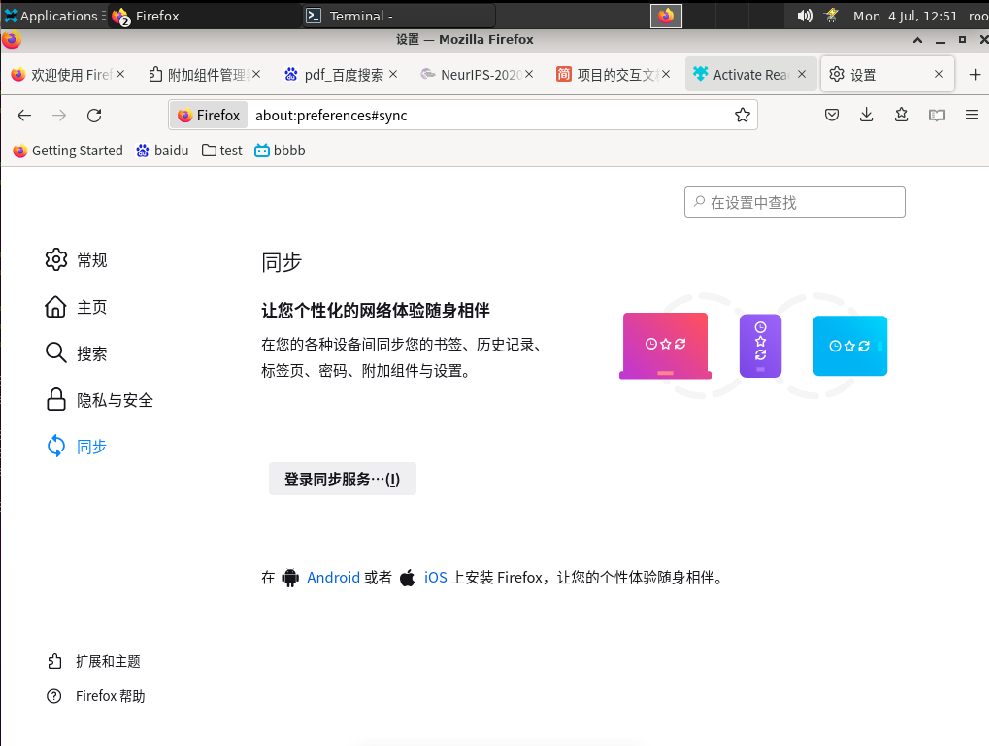 Applications
2
Firefox
Terminal -
Mon 4 Jul, 12:51
roo
设置 — Mozilla Firefox
欢迎使用 Firef
附加组件管理
pdf_百度搜索
NeurIPS-2020
简 项目的交互文
Activate Rea
设置
Firefox
about:preferences#sync
Getting Started
baidu
test
bbbb
在设置中查找
常规
主页
搜索
隐私与安全
同步
同步
让您个性化的网络体验随身相伴
在您的各种设备间同步您的书签、历史记录、
标签页、密码、附加组件与设置。
登录同步服务…(I)
在 Android 或者 iOS 上安装 Firefox，让您的个性体验随身相伴。
扩展和主题
Firefox 帮助